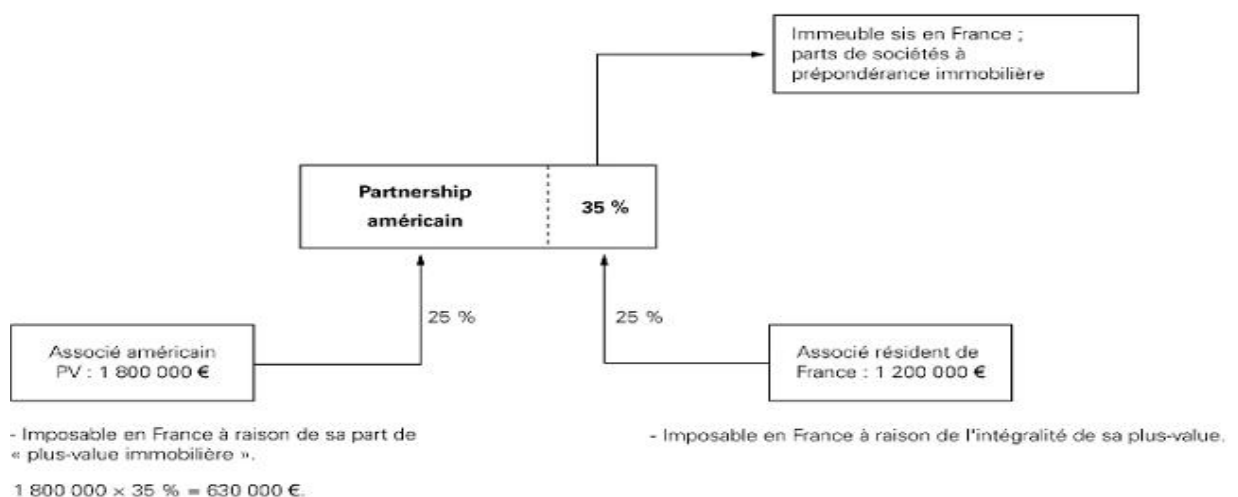 Immeuble sis en France ;
parts de sociétés à
prépondérance immobilière
Partnership
américain
35 %
25 %
25 %
Associé américain
PV : 1 800 000 €
Associé résident de
France : 1 200 000 €
- Imposable en France à raison de sa part de
« plus-value immobilière ».
- Imposable en France à raison de l'intégralité de sa plus-value.
1 800 000 × 35 % = 630 000 €.